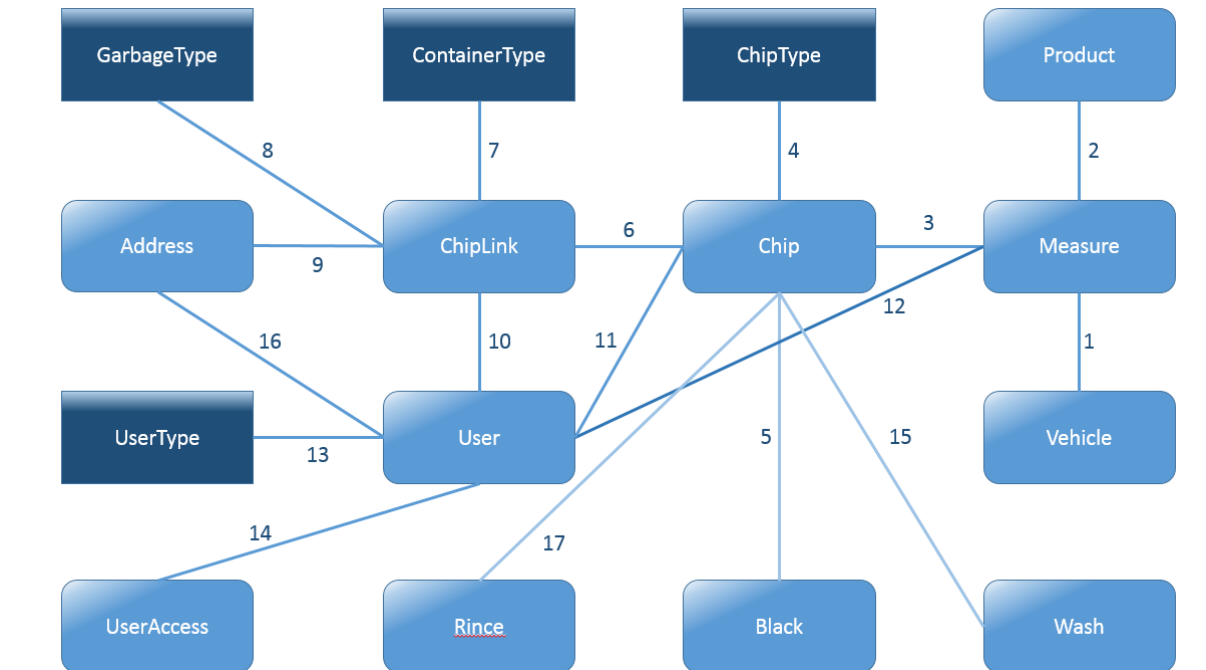 GarbageType
ContainerType
ChipType
Product
8
7
4
2
Address
ChipLink
Chip
Measure
6
3
9
12
16
10
11
1
UserType
User
Vehicle
13
5
15
14
17
UserAccess
Rince
Black
Wash